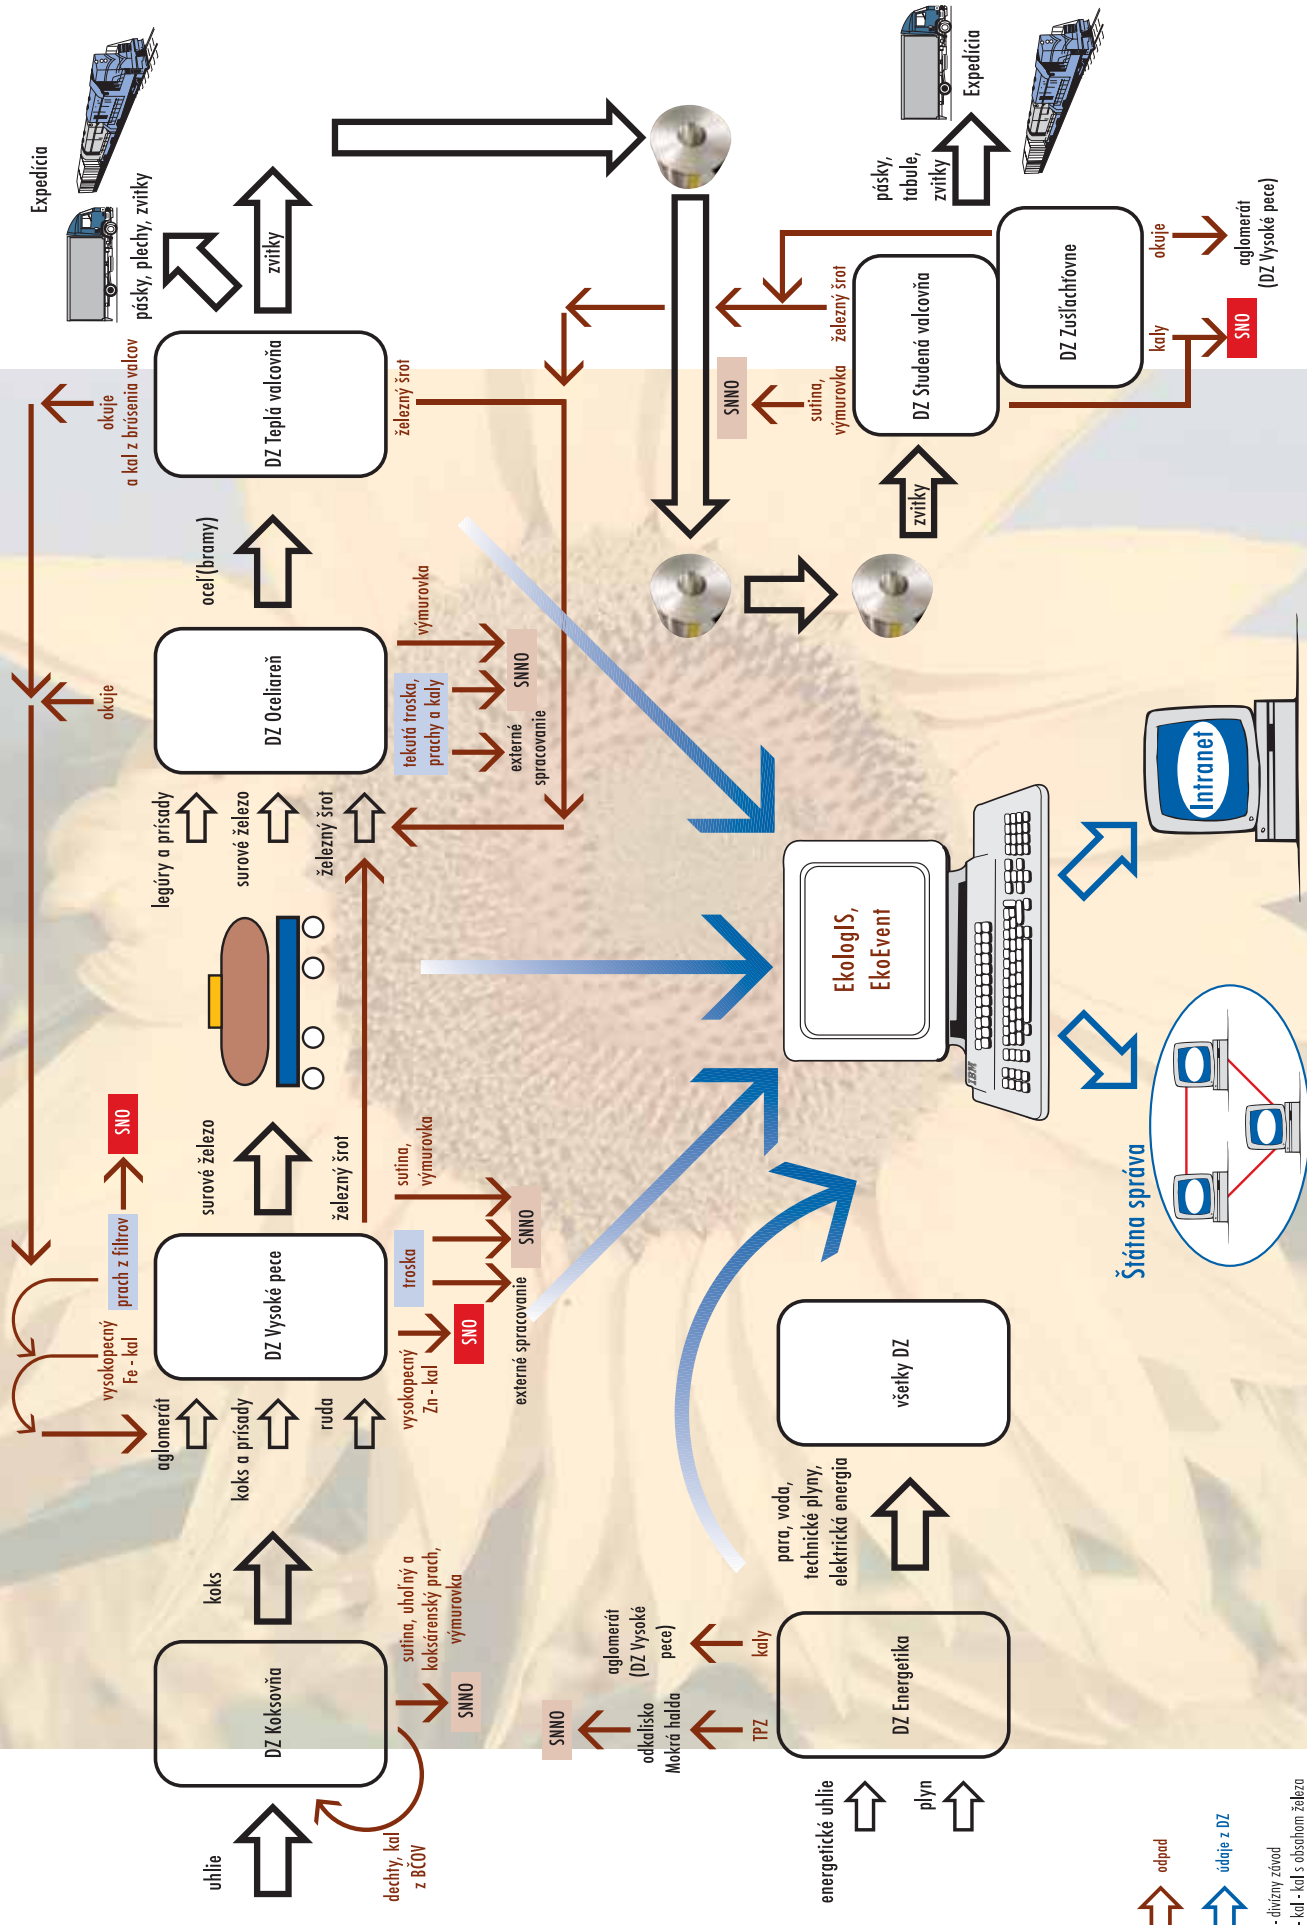 uhlie
DZ Koksovňa
dechty, kal
z BČOV
SNNO
sutina, uhoľný a
koksárenský prach,
výmurovka
koks
vysokopecný
Fe - kal
prach z filtrov
SNO
aglomerát
koks a prísady
ruda
DZ Vysoké pece
vysokopecný
Zn - kal
SNO
troska
externé spracovanie
SNNO
sutina,
výmurovka
surové železo
železný šrot
legúry a prísady
surové železo
železný šrot
okuje
DZ Oceliareň
tekutá troska,
prachy a kaly
externé
spracovanie
SNNO
výmurovka
oceľ(bramy)
okuje
a kal z brúsenia valcov
DZ Teplá valcovňa
železný šrot
Expedícia
pásky, plechy, zvitky
zvitky
SNNO
odkalisko
Mokrá halda
TPZ
aglomerát
(DZ Vysoké
pece)
kaly
energetické uhlie
plyn
DZ Energetika
para, voda,
technické plyny,
elektrická energia
všetky DZ
EkologIS,
EkoEvent
IBM
Štátna správa
Intranet
zvitky
SNNO
sutina,
výmurovka
železný šrot
DZ Studená valcovňa
DZ Zušľachťovne
kaly
SNO
okuje
aglomerát
(DZ Vysoké pece)
pásky,
tabule,
zvitky
Expedícia
odpad
údaje z DZ
- divízny závod
- kal - kal s obsahom železa